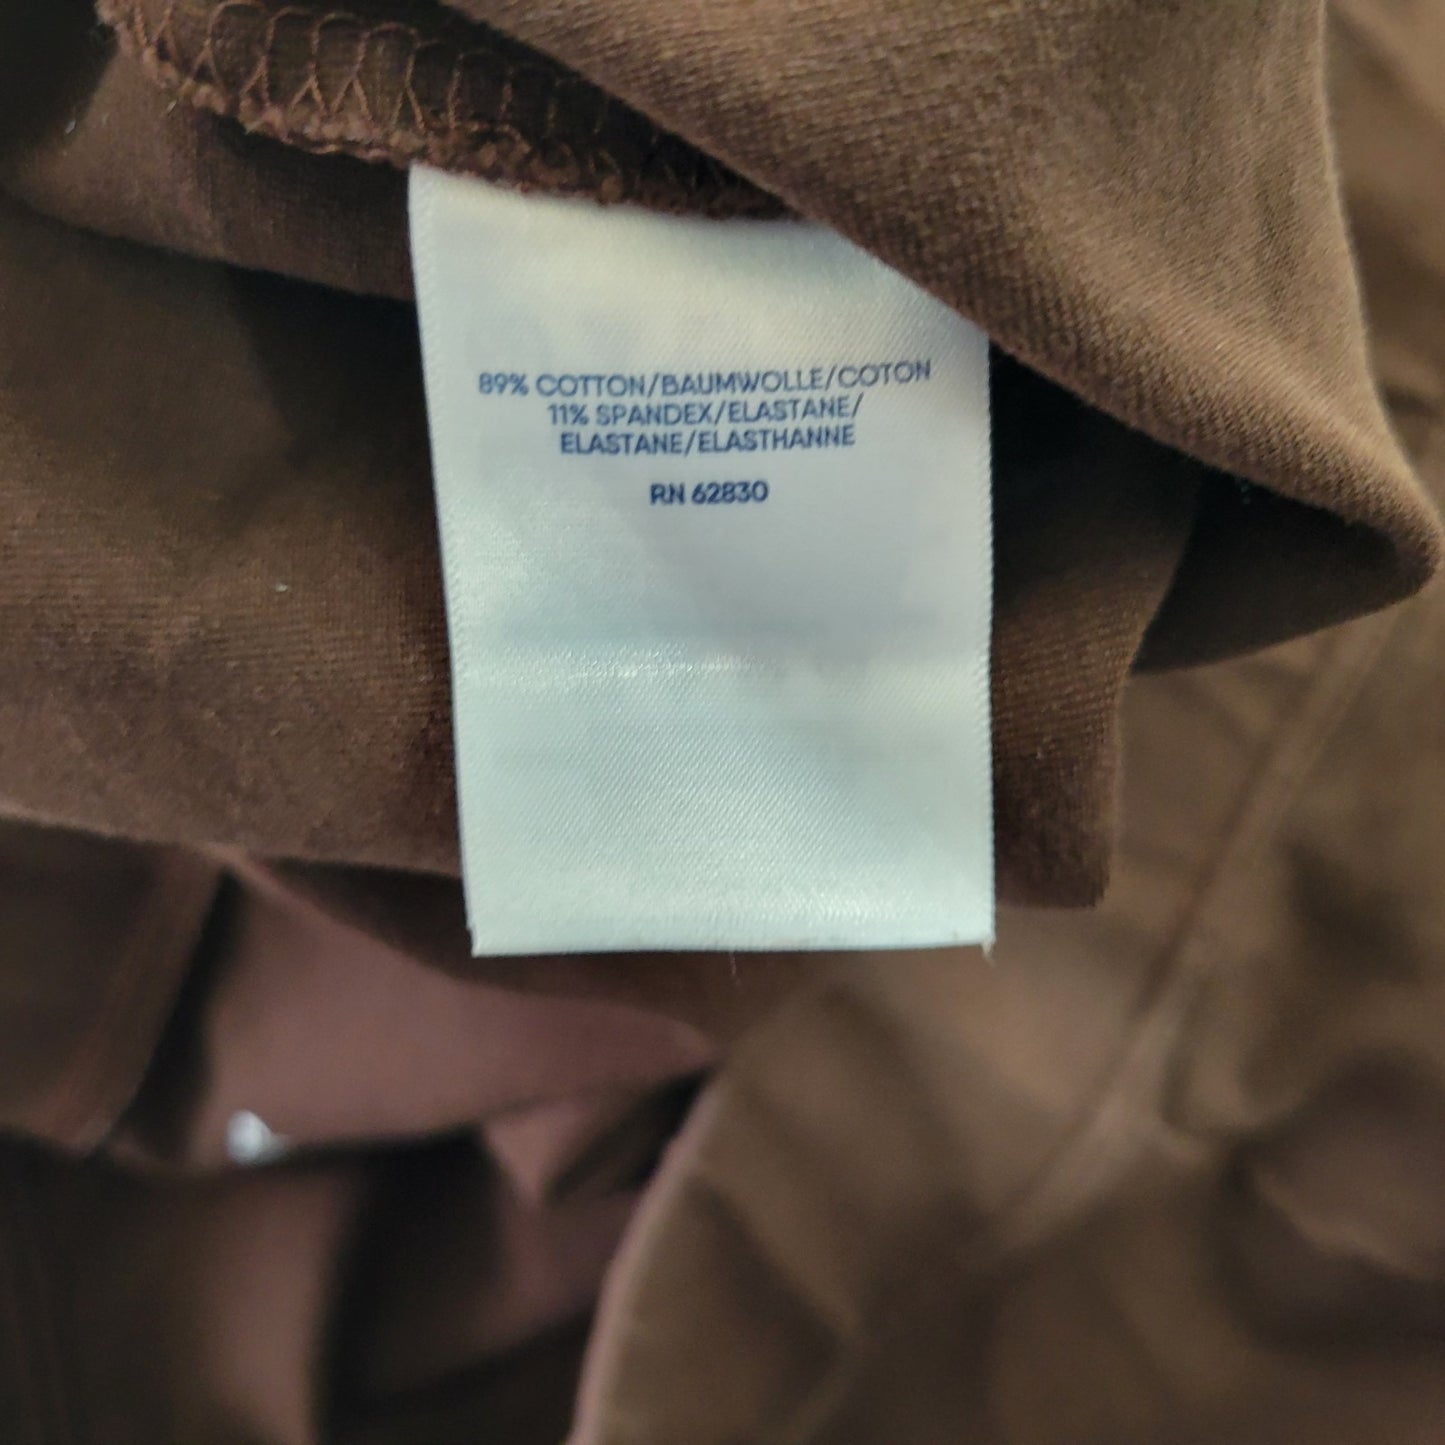 89% COTTON/BAUMWOLLE/COTON
11% SPANDEX/ELASTANE/
ELASTANE/ELASTHANNE
RN 62830